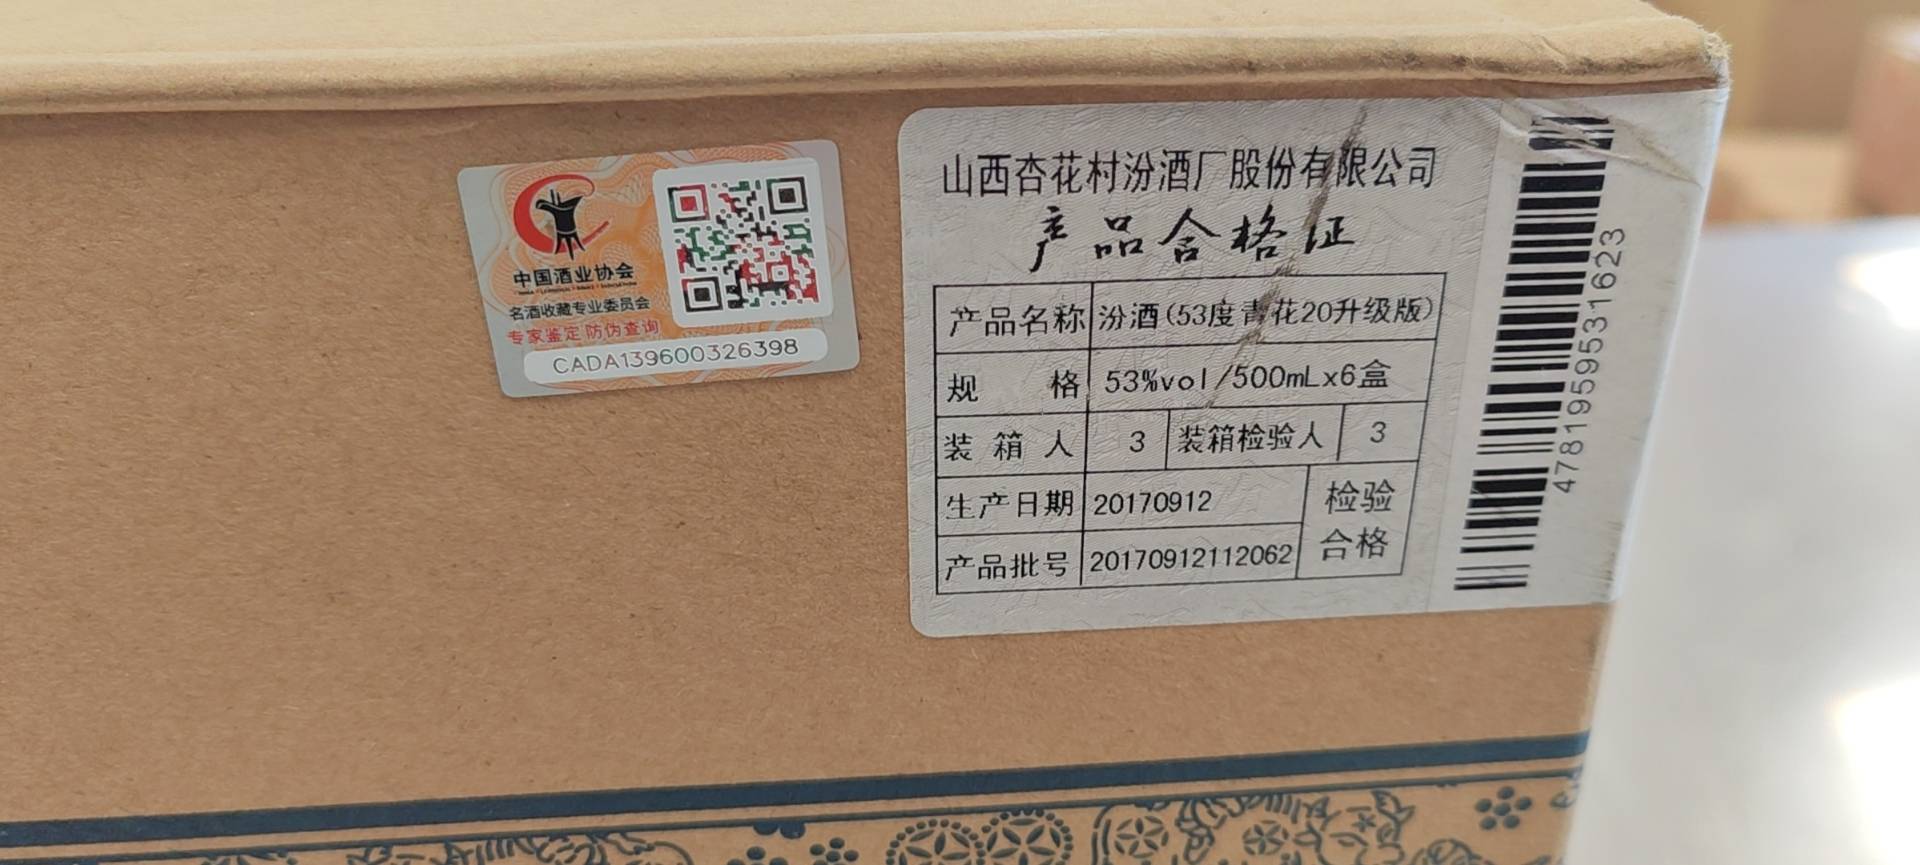 中国酒业协会
名酒收藏专业委员会
专家鉴定 防伪查询
CADA139600326398
山西杏花村汾酒厂股份有限公司
产品合格证
产品名称 汾酒(53度青花20升级版)
规 格 53%vol/500mLx6盒
装箱人 3 装箱检验人 3
生产日期 20170912 检验
产品批号 20170912112062 合格
4781959531623